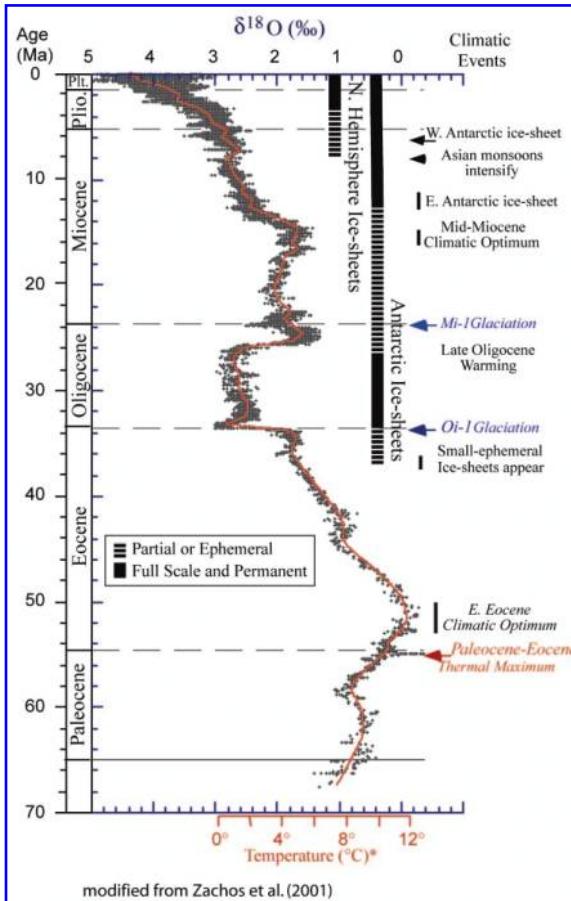 δ18O (‰)
Age
(Ma)
5
4
3
2
1
0
Climatic
Events
0
10
20
30
40
50
60
70
Plt.
Plio.
Miocene
Oligocene
Eocene
Paleocene
N. Hemisphere Ice-sheets
Antarctic Ice-sheets
W. Antarctic ice-sheet
Asian monsoons
intensify
E. Antarctic ice-sheet
Mid-Miocene
Climatic Optimum
Mi-1Glaciation
Late Oligocene
Warming
Oi-1 Glaciation
Small-ephemeral
Ice-sheets appear
Partial or Ephemeral
Full Scale and Permanent
E. Eocene
Climatic Optimum
Paleocene-Eocene
Thermal Maximum
0°
4°
8°
12°
Temperature (°C)*
modified from Zachos et al. (2001)